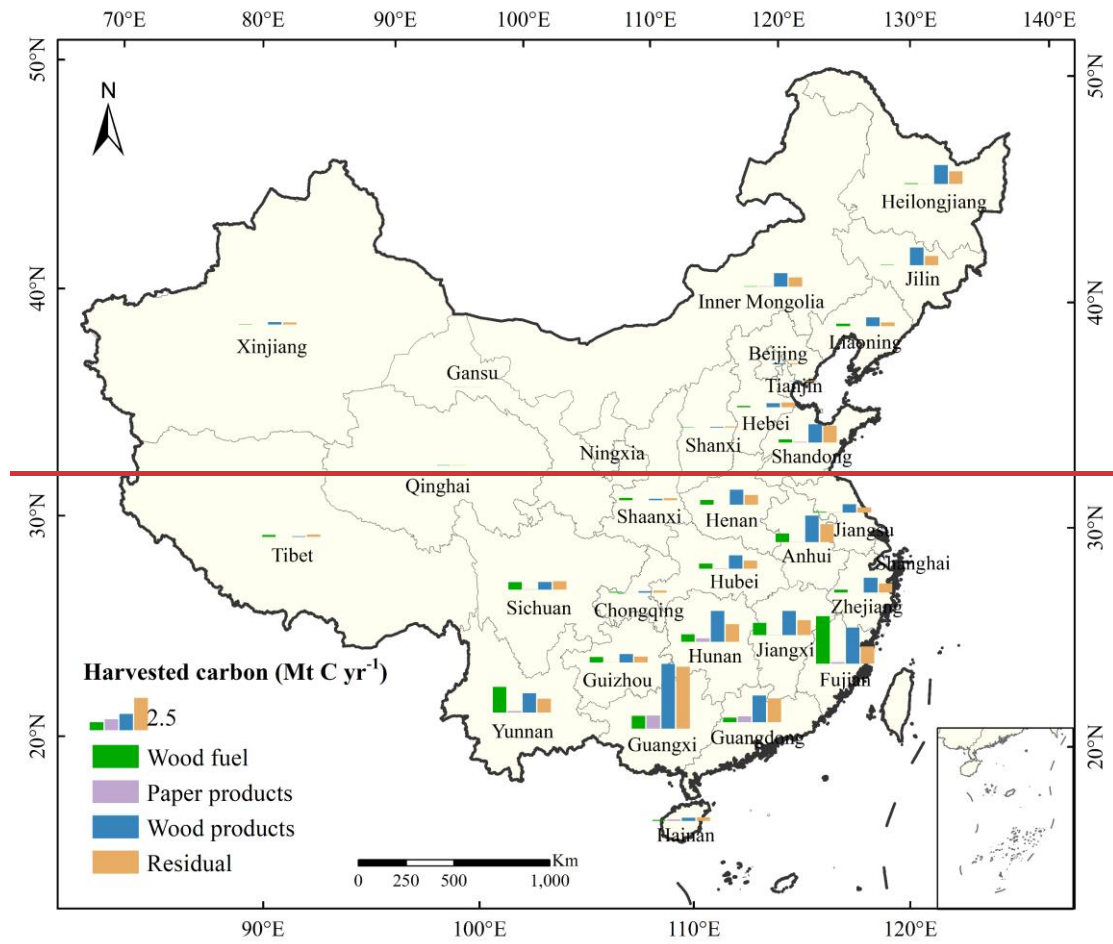 70°E 80°E 90°E 100°E 110°E 120°E 130°E 140°E
50°N
50°N
N
Heilongjiang
Jilin
40°N
Inner Mongolia
40°N
Liaoning
Xinjiang
Beijing
Gansu
Tianjin
Hebei
Shanxi
Ningxia
Shandong
Qinghai
Shaanxi
Henan
30°N
Jiangsu
30°N
Anhui
Tibet
Shanghai
Hubei
Sichuan
Chongqing
Zhejiang
Hunan
Jiangxi
Harvested carbon (Mt C yr-1)
Guizhou
Fujian
2.5
Yunnan
Guangxi
Guangdong
20°N
20°N
Wood fuel
Paper products
Wood products
Hainan
Residual
Km
0 250 500 1,000
90°E 100°E 110°E 120°E